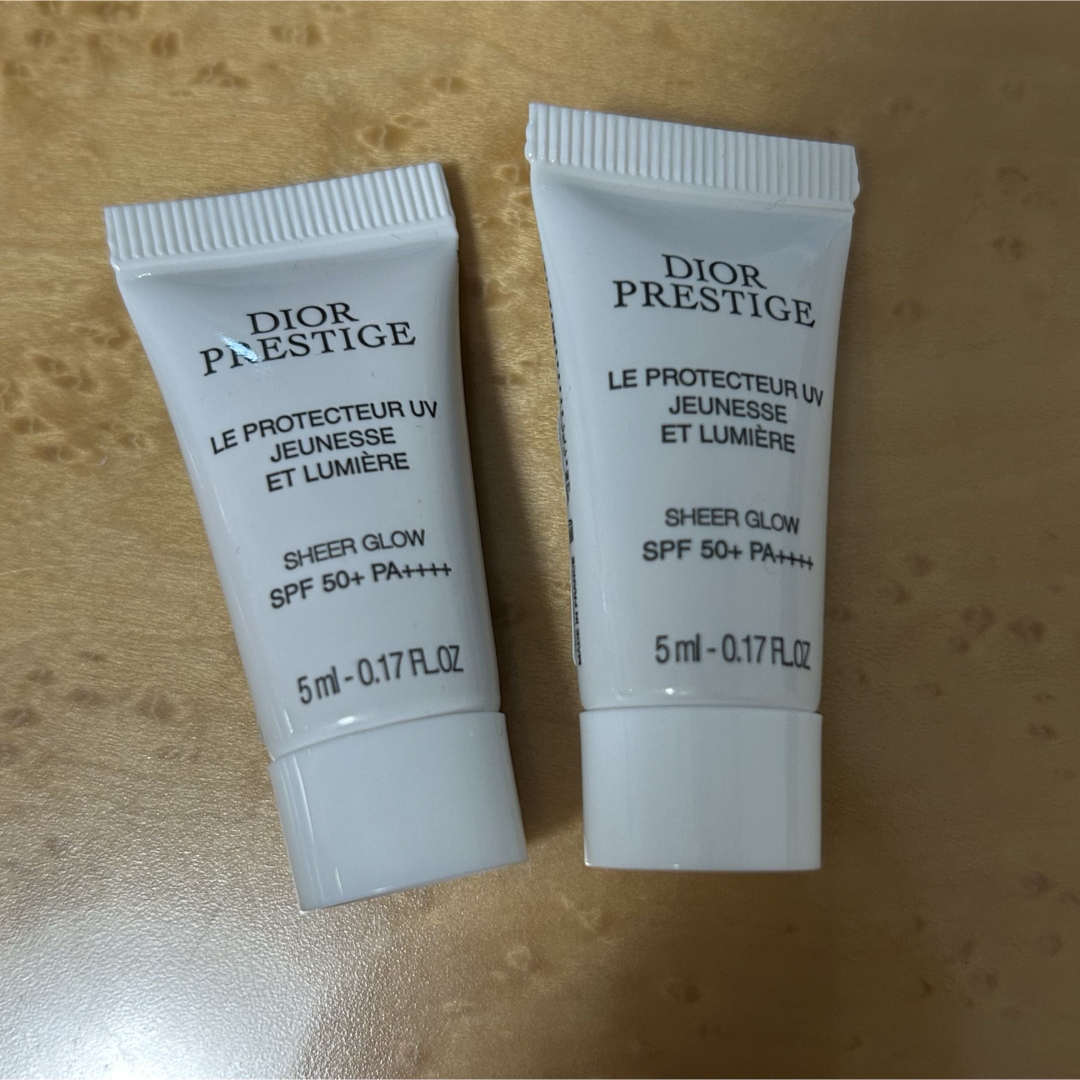 DIOR
PRESTIGE
LE PROTECTEUR UV
JEUNESSE
ET LUMIÈRE
SHEER GLOW
SPF 50+ PA++++
5 ml - 0.17 FL.OZ
DIOR
PRESTIGE
LE PROTECTEUR UV
JEUNESSE
ET LUMIÈRE
SHEER GLOW
SPF 50+ PA++++
5 ml - 0.17 FL.OZ